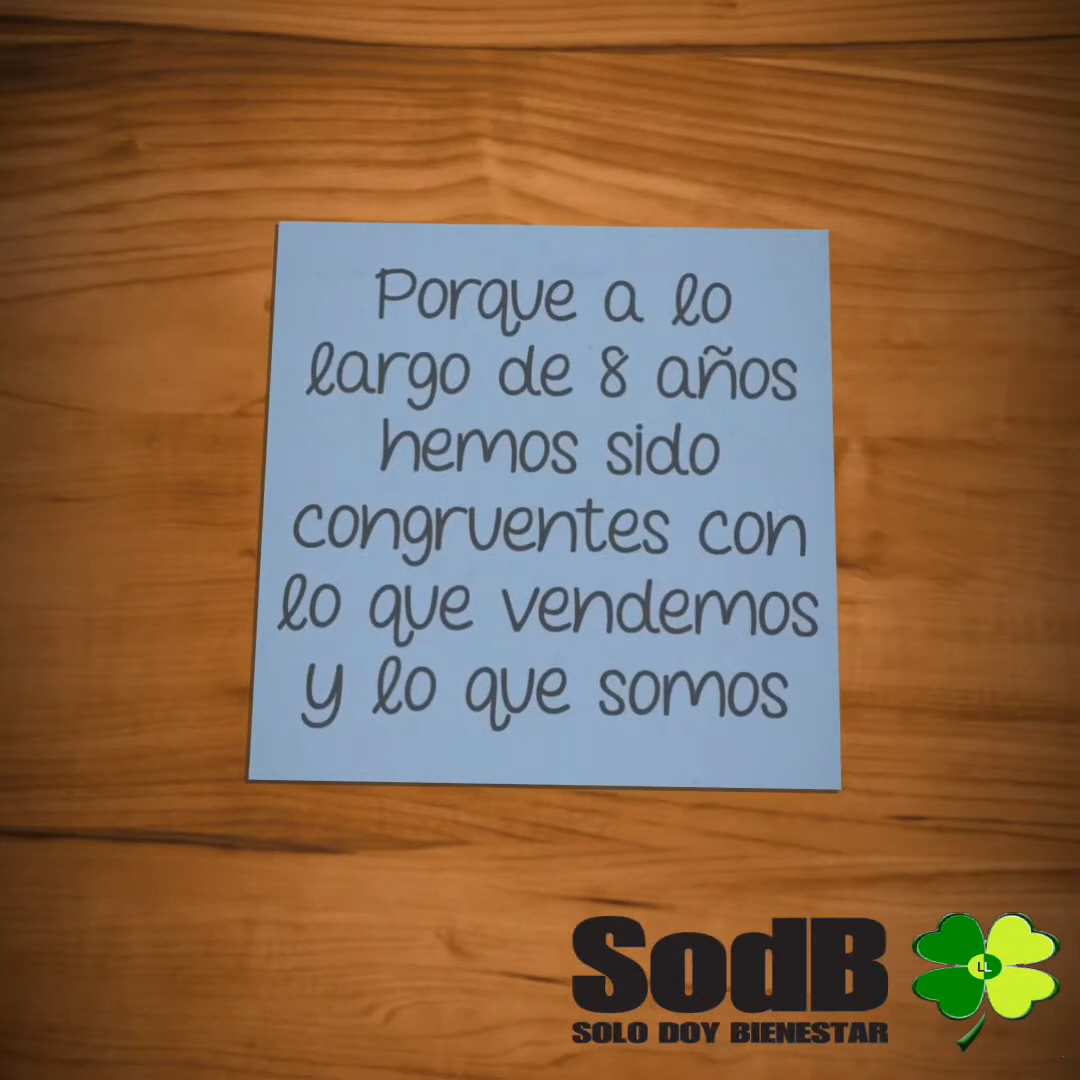 Porque a lo
largo de 8 años
hemos sido
congruentes con
lo que vendemos
y lo que somos
SodB
SOLO DOY BIENESTAR
LL